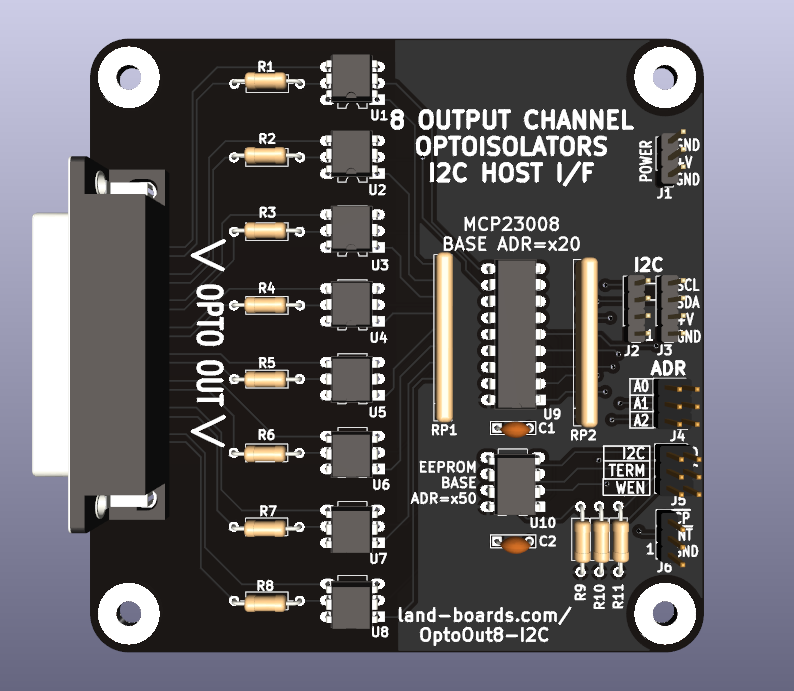 R1
U1
R2
U2
R3
U3
R4
U4
R5
U5
R6
U6
R7
U7
R8
U8
OPTO OUT
8 OUTPUT CHANNEL
OPTOISOLATORS
I2C HOST I/F
MCP23008
BASE ADR=x20
POWER
GND
+V
GND
J1
I2C
SCL
SDA
+V
1 GND
J2 J3
RP1
U9
C1
RP2
ADR
A0
A1
A2
J4
EEPROM
BASE
ADR=x50
U10
C2
I2C
TERM
WEN
J5
1 GND
J6
R9
R10
R11
land-boards.com/
OptoOut8-I2C